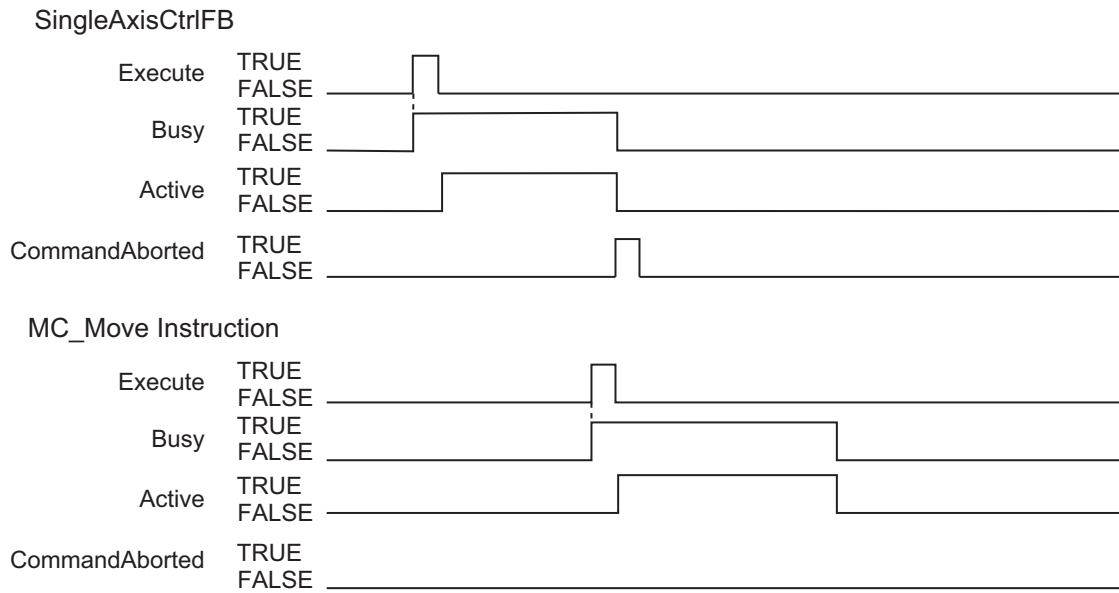 SingleAxisCtrlFB
Execute
TRUE
FALSE
Busy
TRUE
FALSE
Active
TRUE
FALSE
CommandAborted
TRUE
FALSE
MC_Move Instruction
Execute
TRUE
FALSE
Busy
TRUE
FALSE
Active
TRUE
FALSE
CommandAborted
TRUE
FALSE